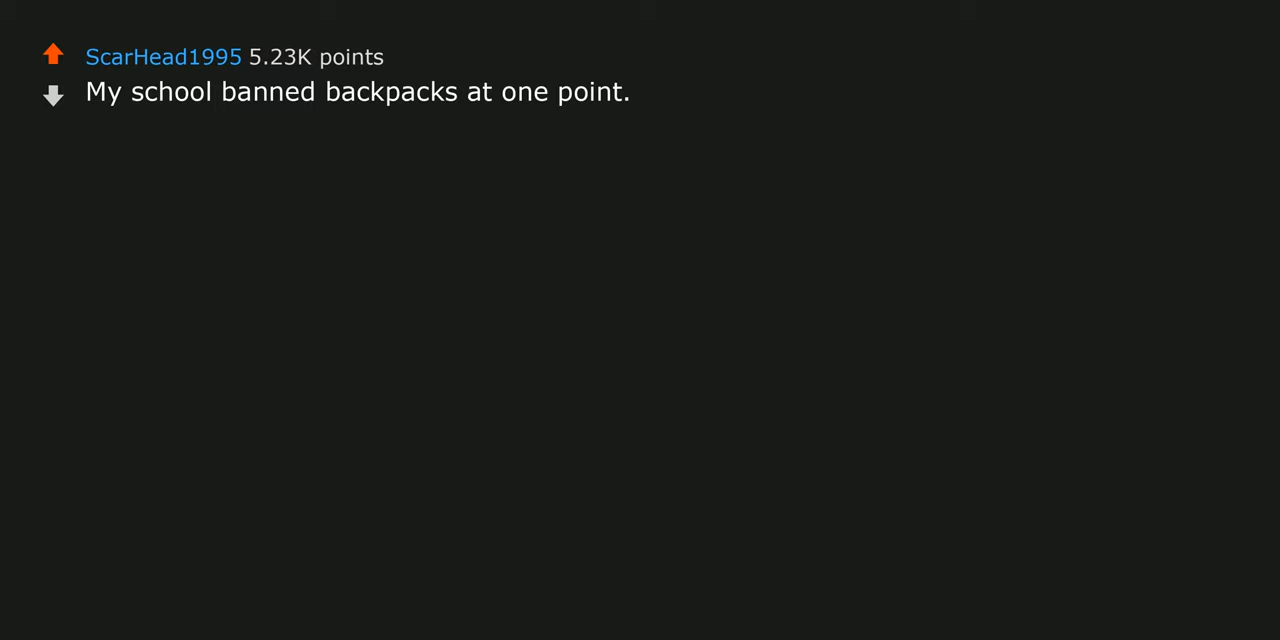 ScarHead1995 5.23K points
My school banned backpacks at one point.